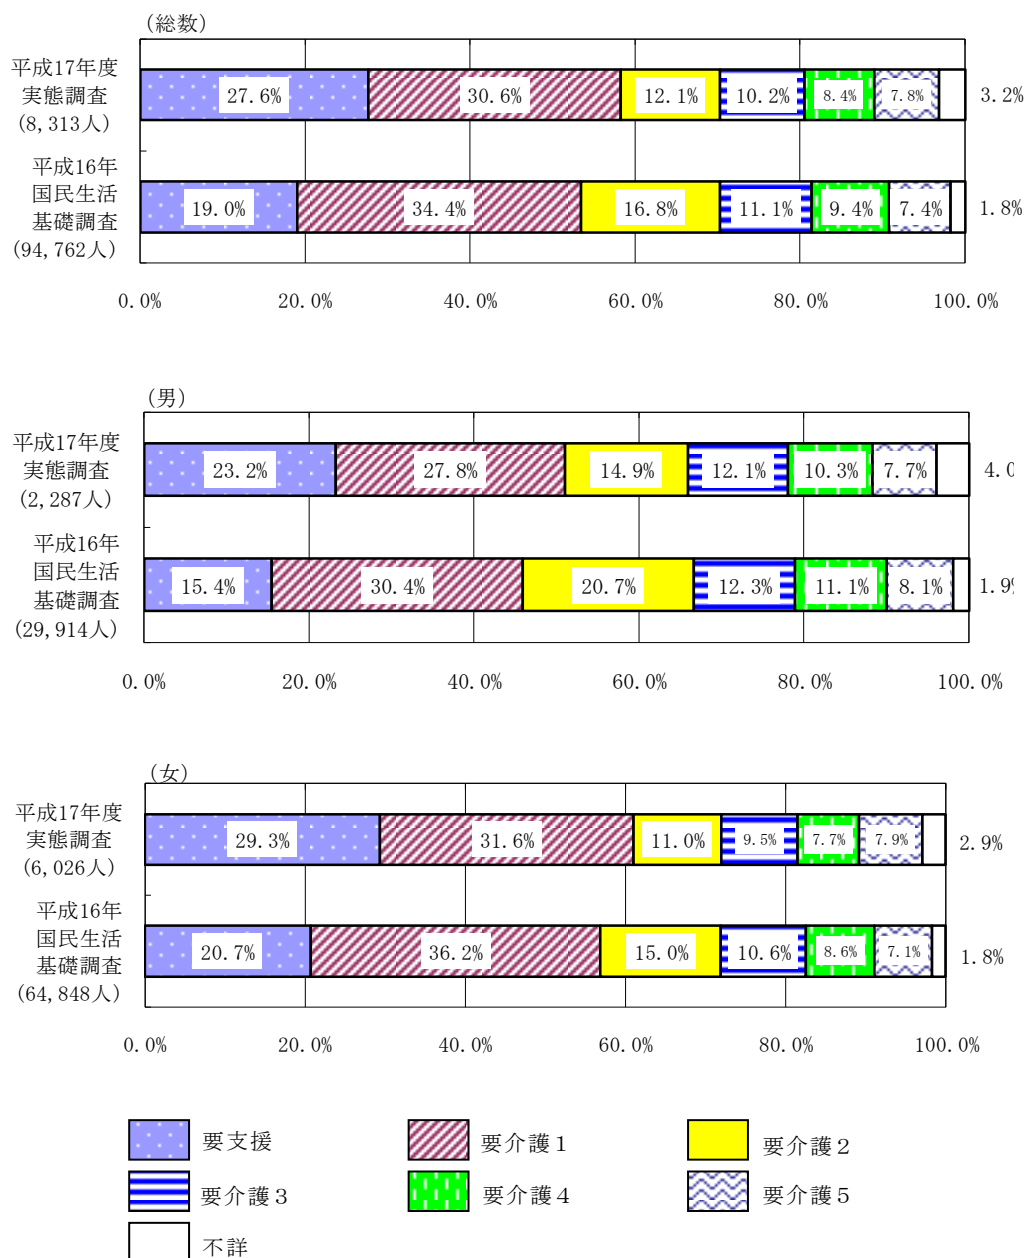 (総数)
平成17年度
実態調査
(8,313人)
27.6% 30.6% 12.1% 10.2% 8.4% 7.8% 3.2%
平成16年
国民生活
基礎調査
(94,762人)
19.0% 34.4% 16.8% 11.1% 9.4% 7.4% 1.8%
0.0% 20.0% 40.0% 60.0% 80.0% 100.0%
(男)
平成17年度
実態調査
(2,287人)
23.2% 27.8% 14.9% 12.1% 10.3% 7.7% 4.0
平成16年
国民生活
基礎調査
(29,914人)
15.4% 30.4% 20.7% 12.3% 11.1% 8.1% 1.9%
0.0% 20.0% 40.0% 60.0% 80.0% 100.0%
(女)
平成17年度
実態調査
(6,026人)
29.3% 31.6% 11.0% 9.5% 7.7% 7.9% 2.9%
平成16年
国民生活
基礎調査
(64,848人)
20.7% 36.2% 15.0% 10.6% 8.6% 7.1% 1.8%
0.0% 20.0% 40.0% 60.0% 80.0% 100.0%
要支援 要介護1 要介護2
要介護3 要介護4 要介護5
不詳